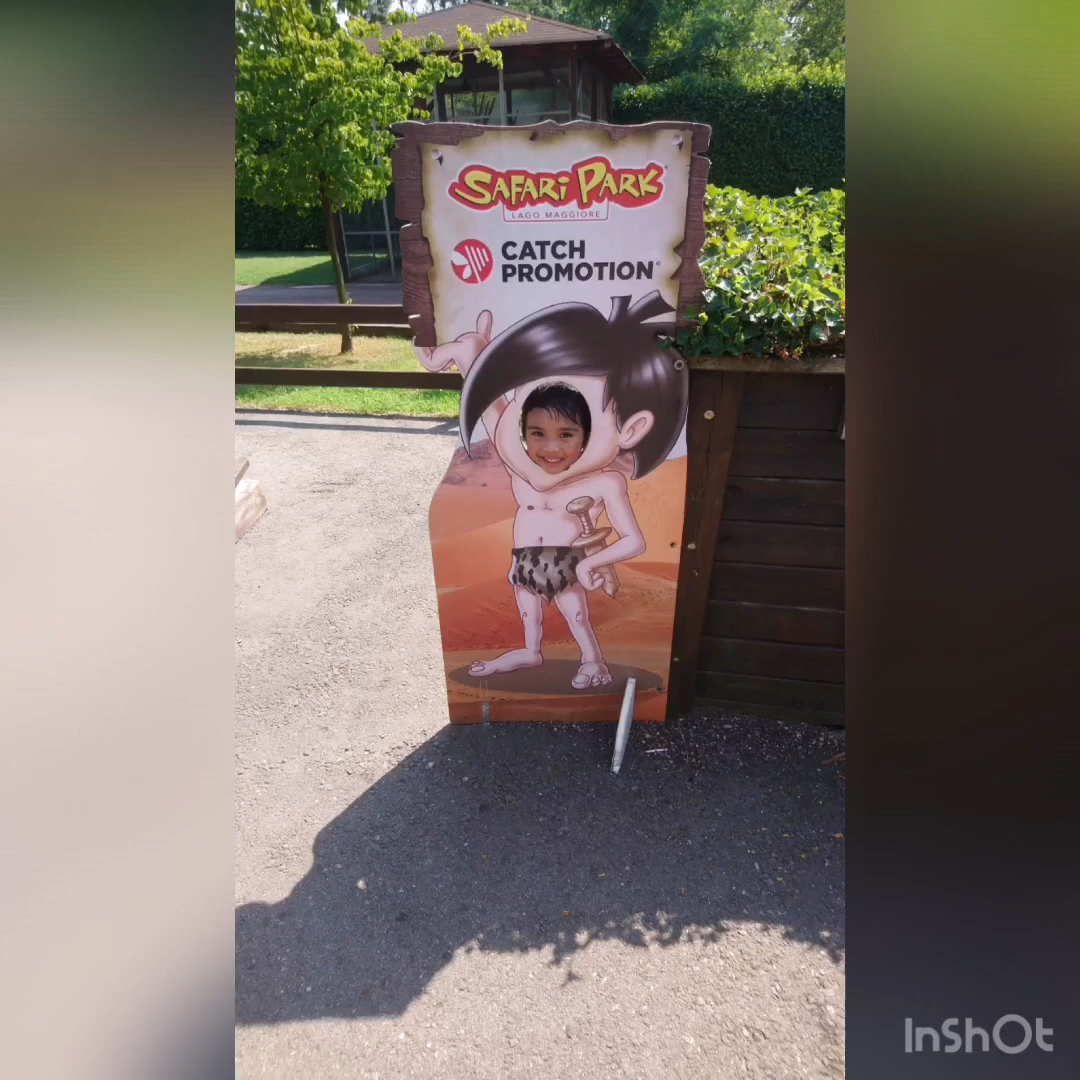 SAFARI PARK®
LAGO MAGGIORE
CATCH
PROMOTION®
InShOt